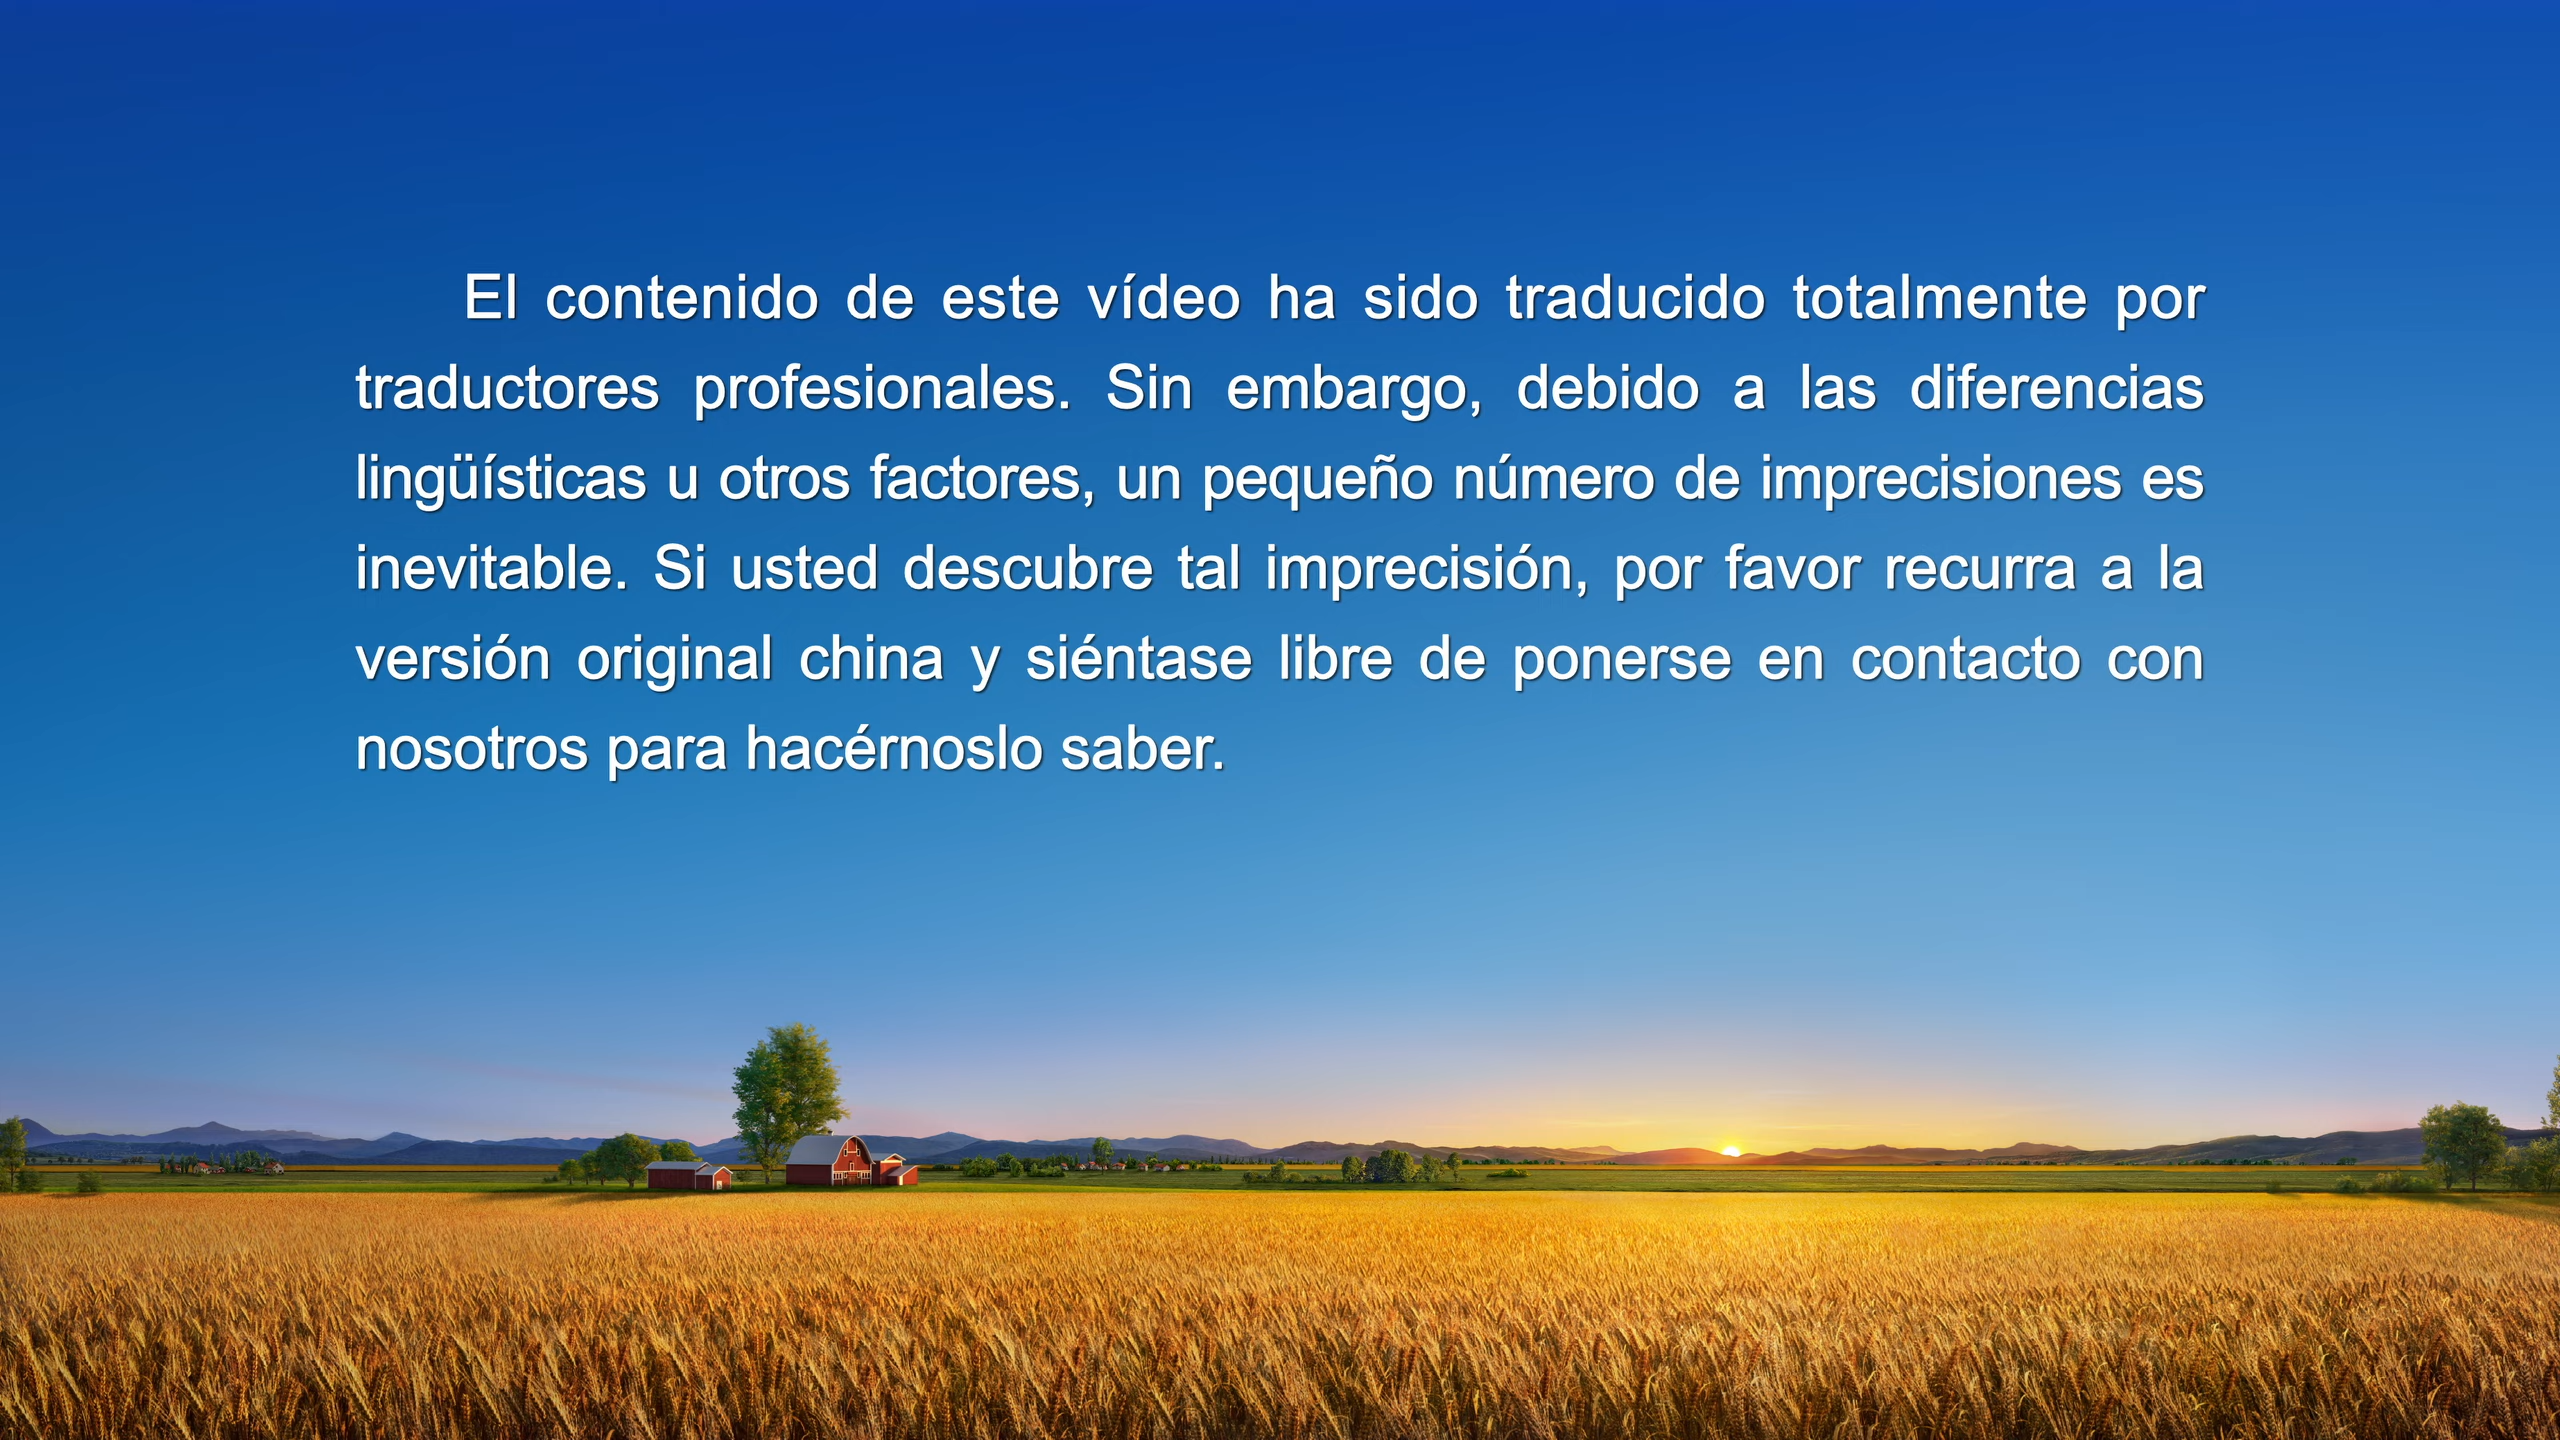 El contenido de este vídeo ha sido traducido totalmente por
traductores profesionales. Sin embargo, debido a las diferencias
lingüísticas u otros factores, un pequeño número de imprecisiones es
inevitable. Si usted descubre tal imprecisión, por favor recurra a la
versión original china y siéntase libre de ponerse en contacto con
nosotros para hacérnoslo saber.